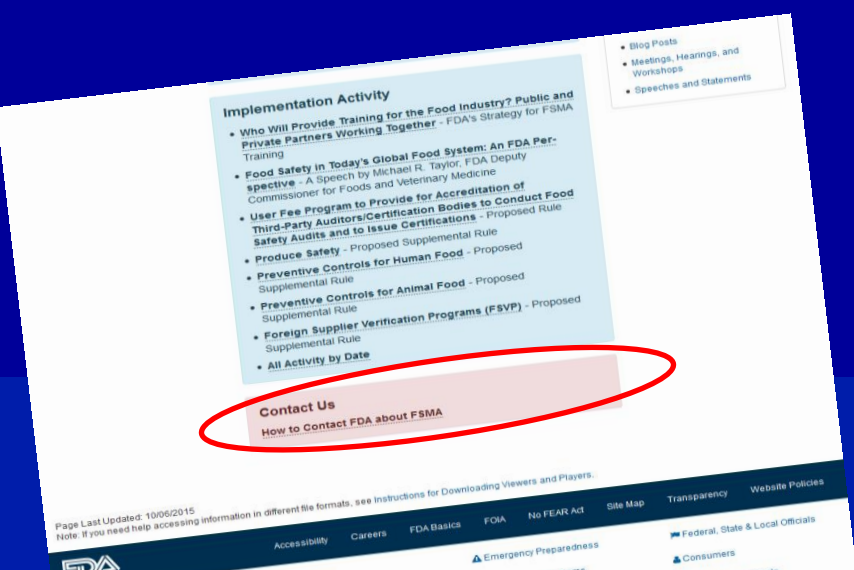 Blog Posts
Meetings, Hearings, and
Workshops
Speeches and Statements
Implementation Activity
Who Will Provide Training for the Food Industry? Public and
Private Partners Working Together - FDA's Strategy for FSMA
Training
Food Safety in Today's Global Food System: An FDA Per-
spective - A Speech by Michael R. Taylor, FDA Deputy
Commissioner for Foods and Veterinary Medicine
User Fee Program to Provide for Accreditation of
Third-Party Auditors/Certification Bodies to Conduct Food
Safety Audits and to Issue Certifications - Proposed Rule
Produce Safety - Proposed Supplemental Rule
Preventive Controls for Human Food - Proposed
Supplemental Rule
Preventive Controls for Animal Food - Proposed
Supplemental Rule
Foreign Supplier Verification Programs (FSVP) - Proposed
Supplemental Rule
All Activity by Date
Contact Us
How to Contact FDA about FSMA
Page Last Updated: 10/06/2015
Note: If you need help accessing information in different file formats, see Instructions for Downloading Viewers and Players.
Accessibility Careers FDA Basics FOIA No FEAR Act Site Map Transparency Website Policies
FDA
Emergency Preparedness
Federal, State & Local Officials
Consumers